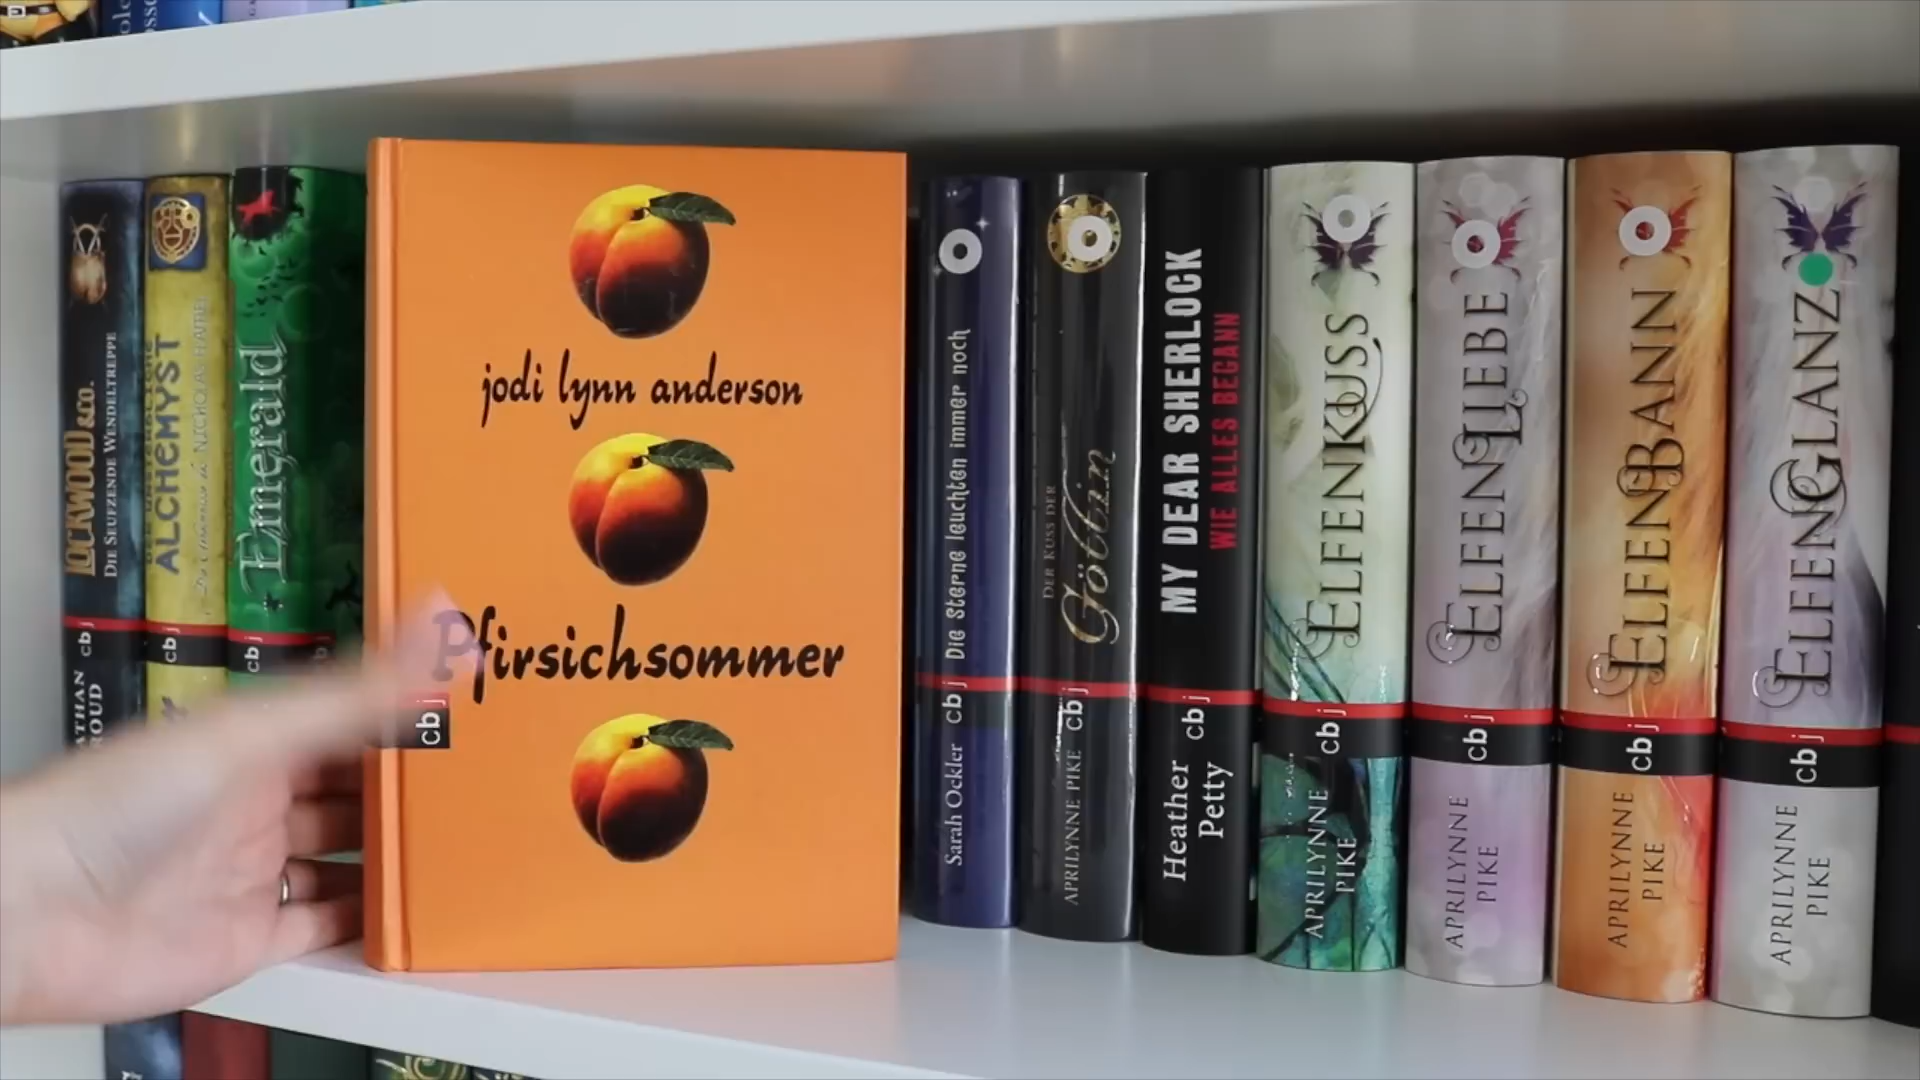 LOCKWOOD & CO.
DIE SEUFZENDE WENDELTREPPE
cbj
ALCHEMYST
cbj
Emerald
cbj
jodi lynn anderson
Pfirsichsommer
cbj
Die Sterne leuchten immer noch
cbj
Sarah Ockler
DER KUSS DER
Göttin
cbj
APRILYNNE PIKE
MY DEAR SHERLOCK
WIE ALLES BEGANN
cbj
Heather
Petty
ELFENKUSS
cbj
APRILYNNE
PIKE
ELFENLIEBE
cbj
APRILYNNE
PIKE
ELFENBANN
cbj
APRILYNNE
PIKE
ELFENGLANZ
cbj
APRILYNNE
PIKE